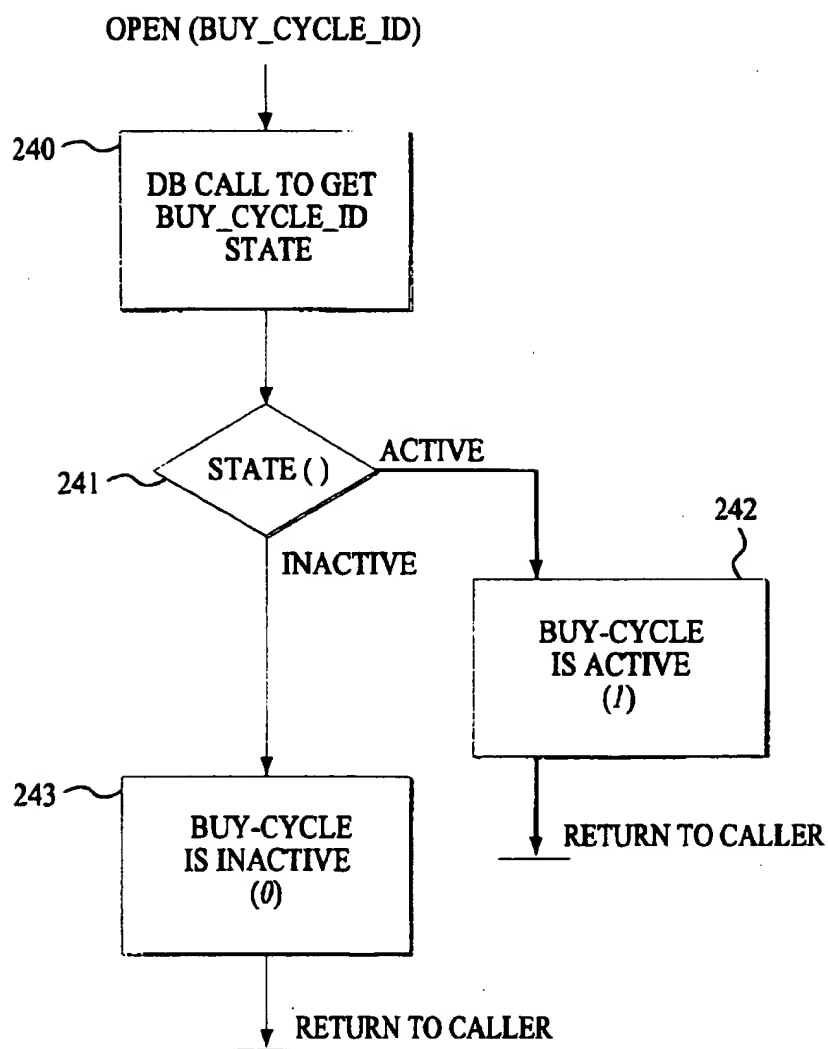 OPEN (BUY_CYCLE_ID)
240
DB CALL TO GET
BUY_CYCLE_ID
STATE
241
STATE ( )
ACTIVE
INACTIVE
242
BUY-CYCLE
IS ACTIVE
(1)
RETURN TO CALLER
243
BUY-CYCLE
IS INACTIVE
(0)
RETURN TO CALLER